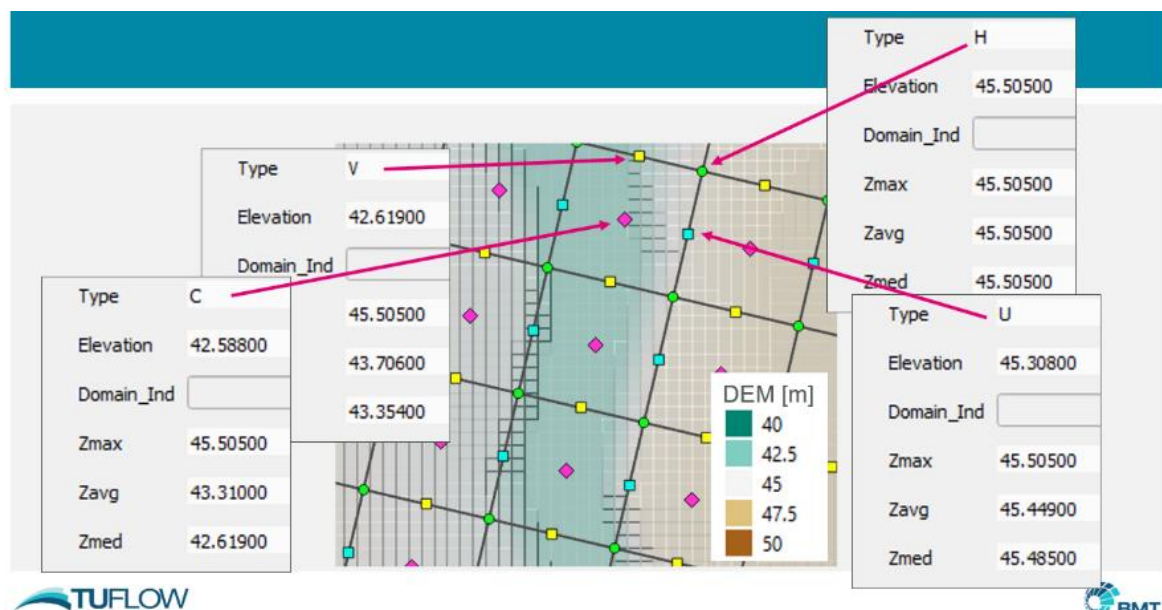 Type H
Elevation 45.50500
Domain_Ind
Zmax 45.50500
Zavg 45.50500
Zmed 45.50500
Type V
Elevation 42.61900
Domain_Ind
45.50500
43.70600
43.35400
Type C
Elevation 42.58800
Domain_Ind
Zmax 45.50500
Zavg 43.31000
Zmed 42.61900
Type U
Elevation 45.30800
Domain_Ind
Zmax 45.50500
Zavg 45.44900
Zmed 45.48500
DEM [m]
40
42.5
45
47.5
50
TUFLOW
BMT